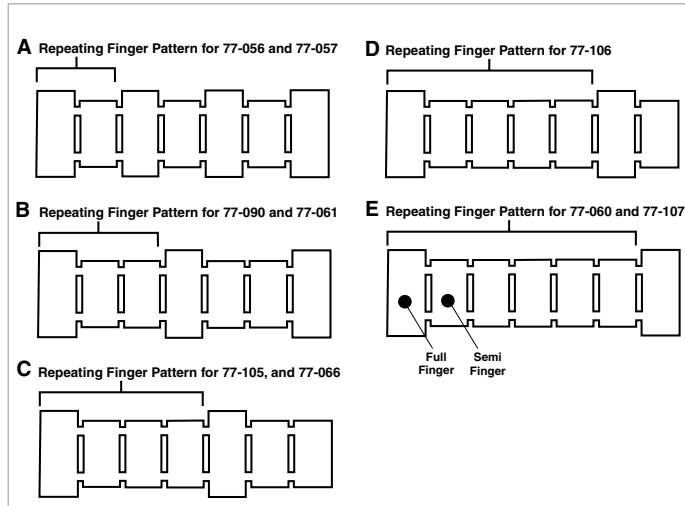 A Repeating Finger Pattern for 77-056 and 77-057
B Repeating Finger Pattern for 77-090 and 77-061
C Repeating Finger Pattern for 77-105, and 77-066
D Repeating Finger Pattern for 77-106
E Repeating Finger Pattern for 77-060 and 77-107
Full
Finger
Semi
Finger